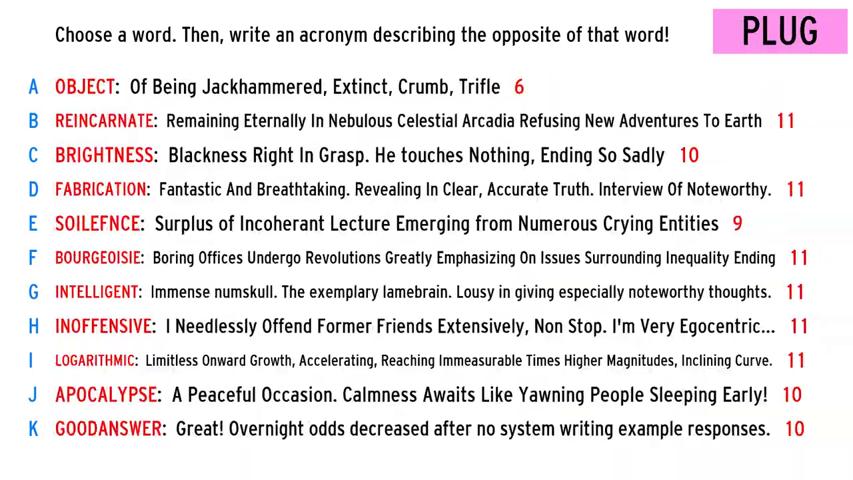 Choose a word. Then, write an acronym describing the opposite of that word! PLUG
A OBJECT: Of Being Jackhammered, Extinct, Crumb, Trifle 6
B REINCARNATE: Remaining Eternally In Nebulous Celestial Arcadia Refusing New Adventures To Earth 11
C BRIGHTNESS: Blackness Right In Grasp. He touches Nothing, Ending So Sadly 10
D FABRICATION: Fantastic And Breathtaking. Revealing In Clear, Accurate Truth. Interview Of Noteworthy. 11
E SOILEFNCE: Surplus of Incoherant Lecture Emerging from Numerous Crying Entities 9
F BOURGEOISIE: Boring Offices Undergo Revolutions Greatly Emphasizing On Issues Surrounding Inequality Ending 11
G INTELLIGENT: Immense numskull. The exemplary lamebrain. Lousy in giving especially noteworthy thoughts. 11
H INOFFENSIVE: I Needlessly Offend Former Friends Extensively, Non Stop. I'm Very Egocentric... 11
I LOGARITHMIC: Limitless Onward Growth, Accelerating, Reaching Immeasurable Times Higher Magnitudes, Inclining Curve. 11
J APOCALYPSE: A Peaceful Occasion. Calmness Awaits Like Yawning People Sleeping Early! 10
K GOODANSWER: Great! Overnight odds decreased after no system writing example responses. 10